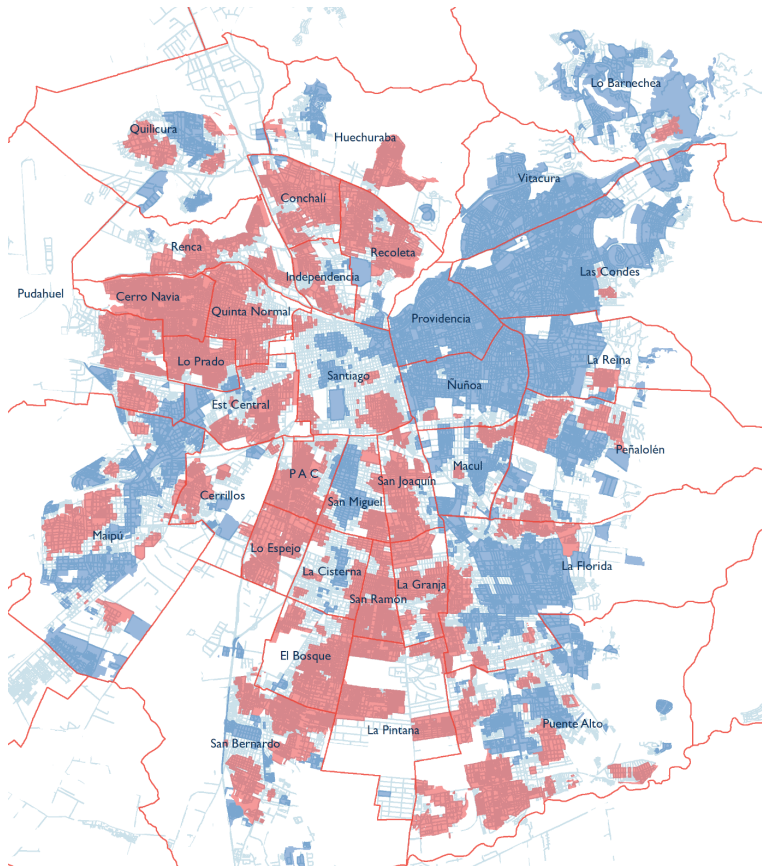 Lo Barnechea
Quilicura
Huechuraba
Vitacura
Conchalí
Renca
Recoleta
Las Condes
Independencia
Pudahuel
Cerro Navia
Quinta Normal
Providencia
Lo Prado
La Reina
Santiago
Ñuñoa
Est Central
Peñalolén
Macul
P A C
San Joaquín
Cerrillos
San Miguel
Maipú
Lo Espejo
La Florida
La Cisterna
La Granja
San Ramón
El Bosque
Puente Alto
La Pintana
San Bernardo